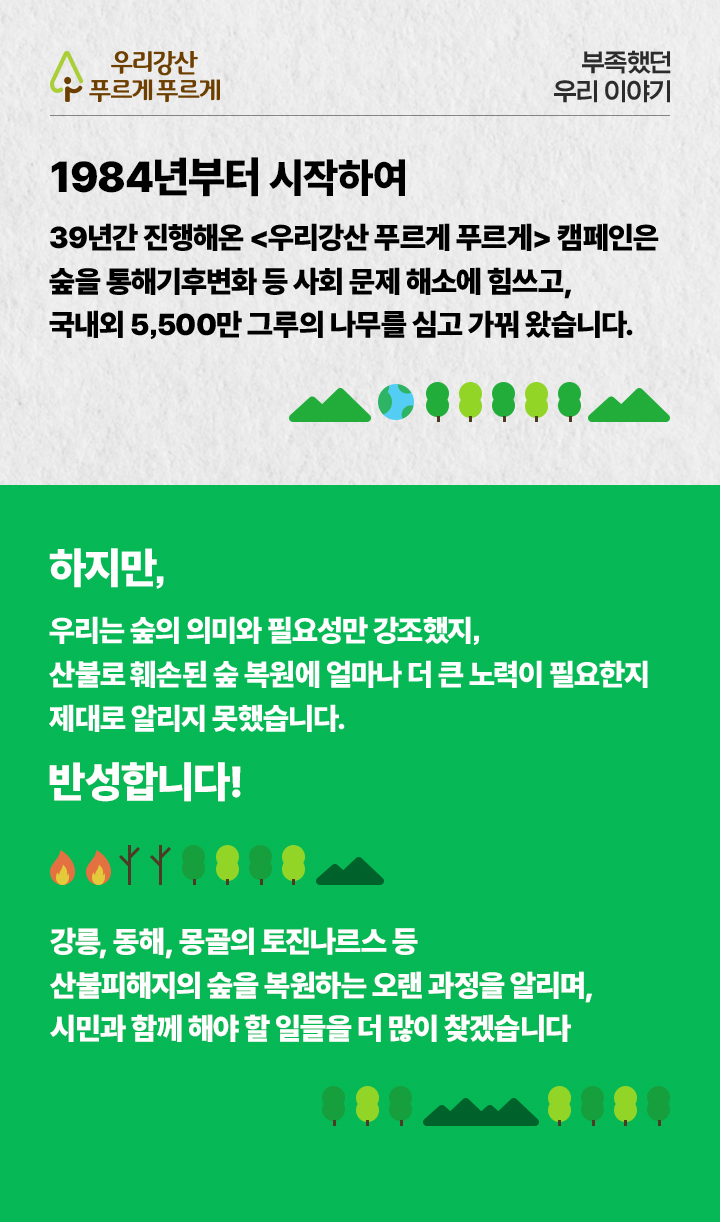 우리강산
푸르게 푸르게
부족했던
우리 이야기
1984년부터 시작하여
39년간 진행해온 <우리강산 푸르게 푸르게> 캠페인은
숲을 통해기후변화 등 사회 문제 해소에 힘쓰고,
국내외 5,500만 그루의 나무를 심고 가꿔 왔습니다.
하지만,
우리는 숲의 의미와 필요성만 강조했지,
산불로 훼손된 숲 복원에 얼마나 더 큰 노력이 필요한지
제대로 알리지 못했습니다.
반성합니다!
강릉, 동해, 몽골의 토진나르스 등
산불피해지의 숲을 복원하는 오랜 과정을 알리며,
시민과 함께 해야 할 일들을 더 많이 찾겠습니다